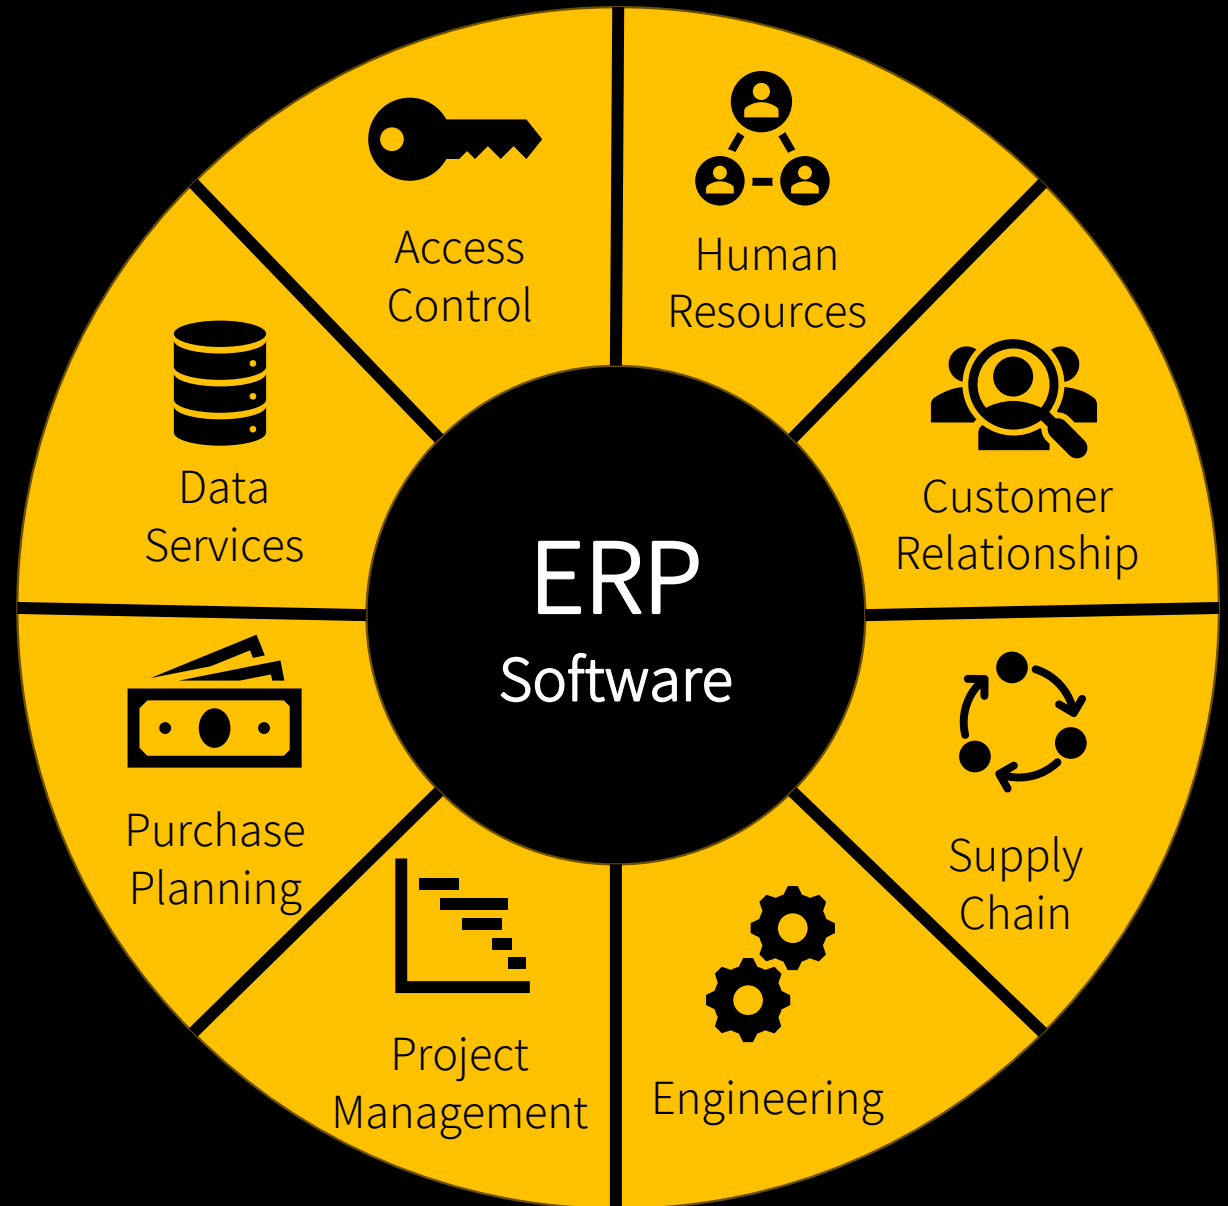 Access
Control
Human
Resources
Data
Services
Customer
Relationship
ERP
Software
Purchase
Planning
Supply
Chain
Project
Management
Engineering